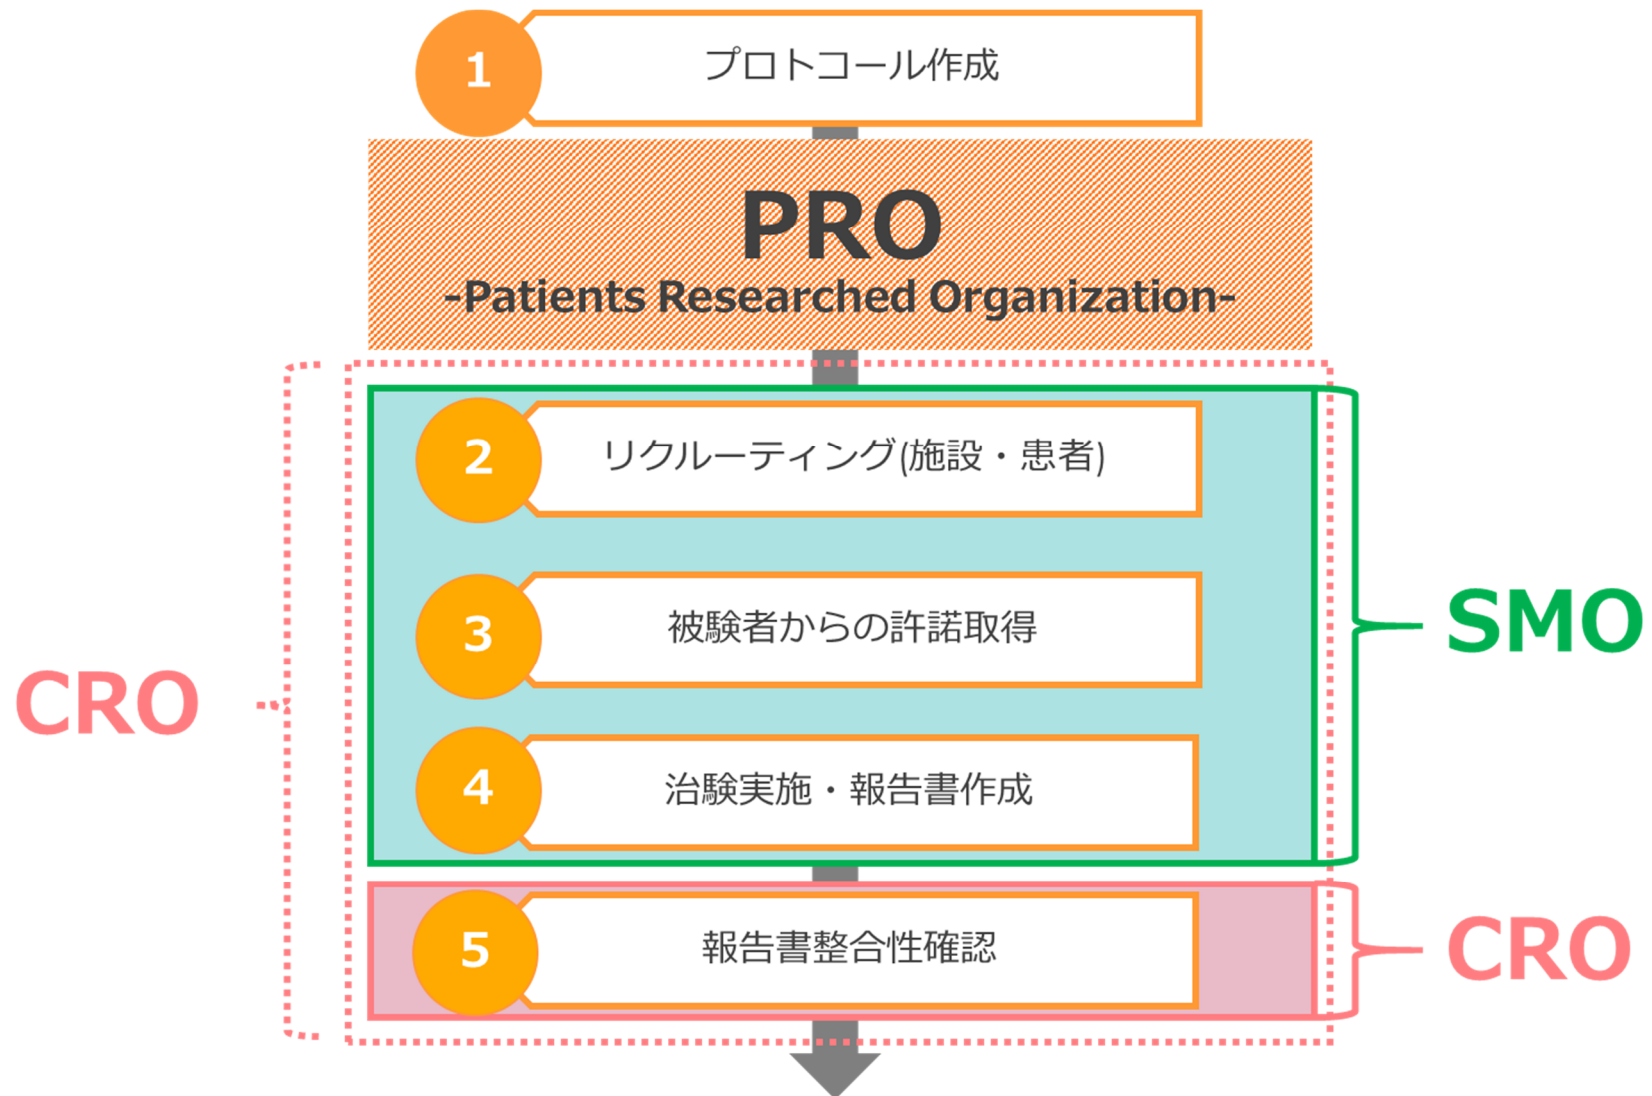 1
プロトコール作成
PRO
-Patients Researched Organization-
2
リクルーティング(施設・患者)
3
被験者からの許諾取得
SMO
CRO
4
治験実施・報告書作成
5
報告書整合性確認
CRO